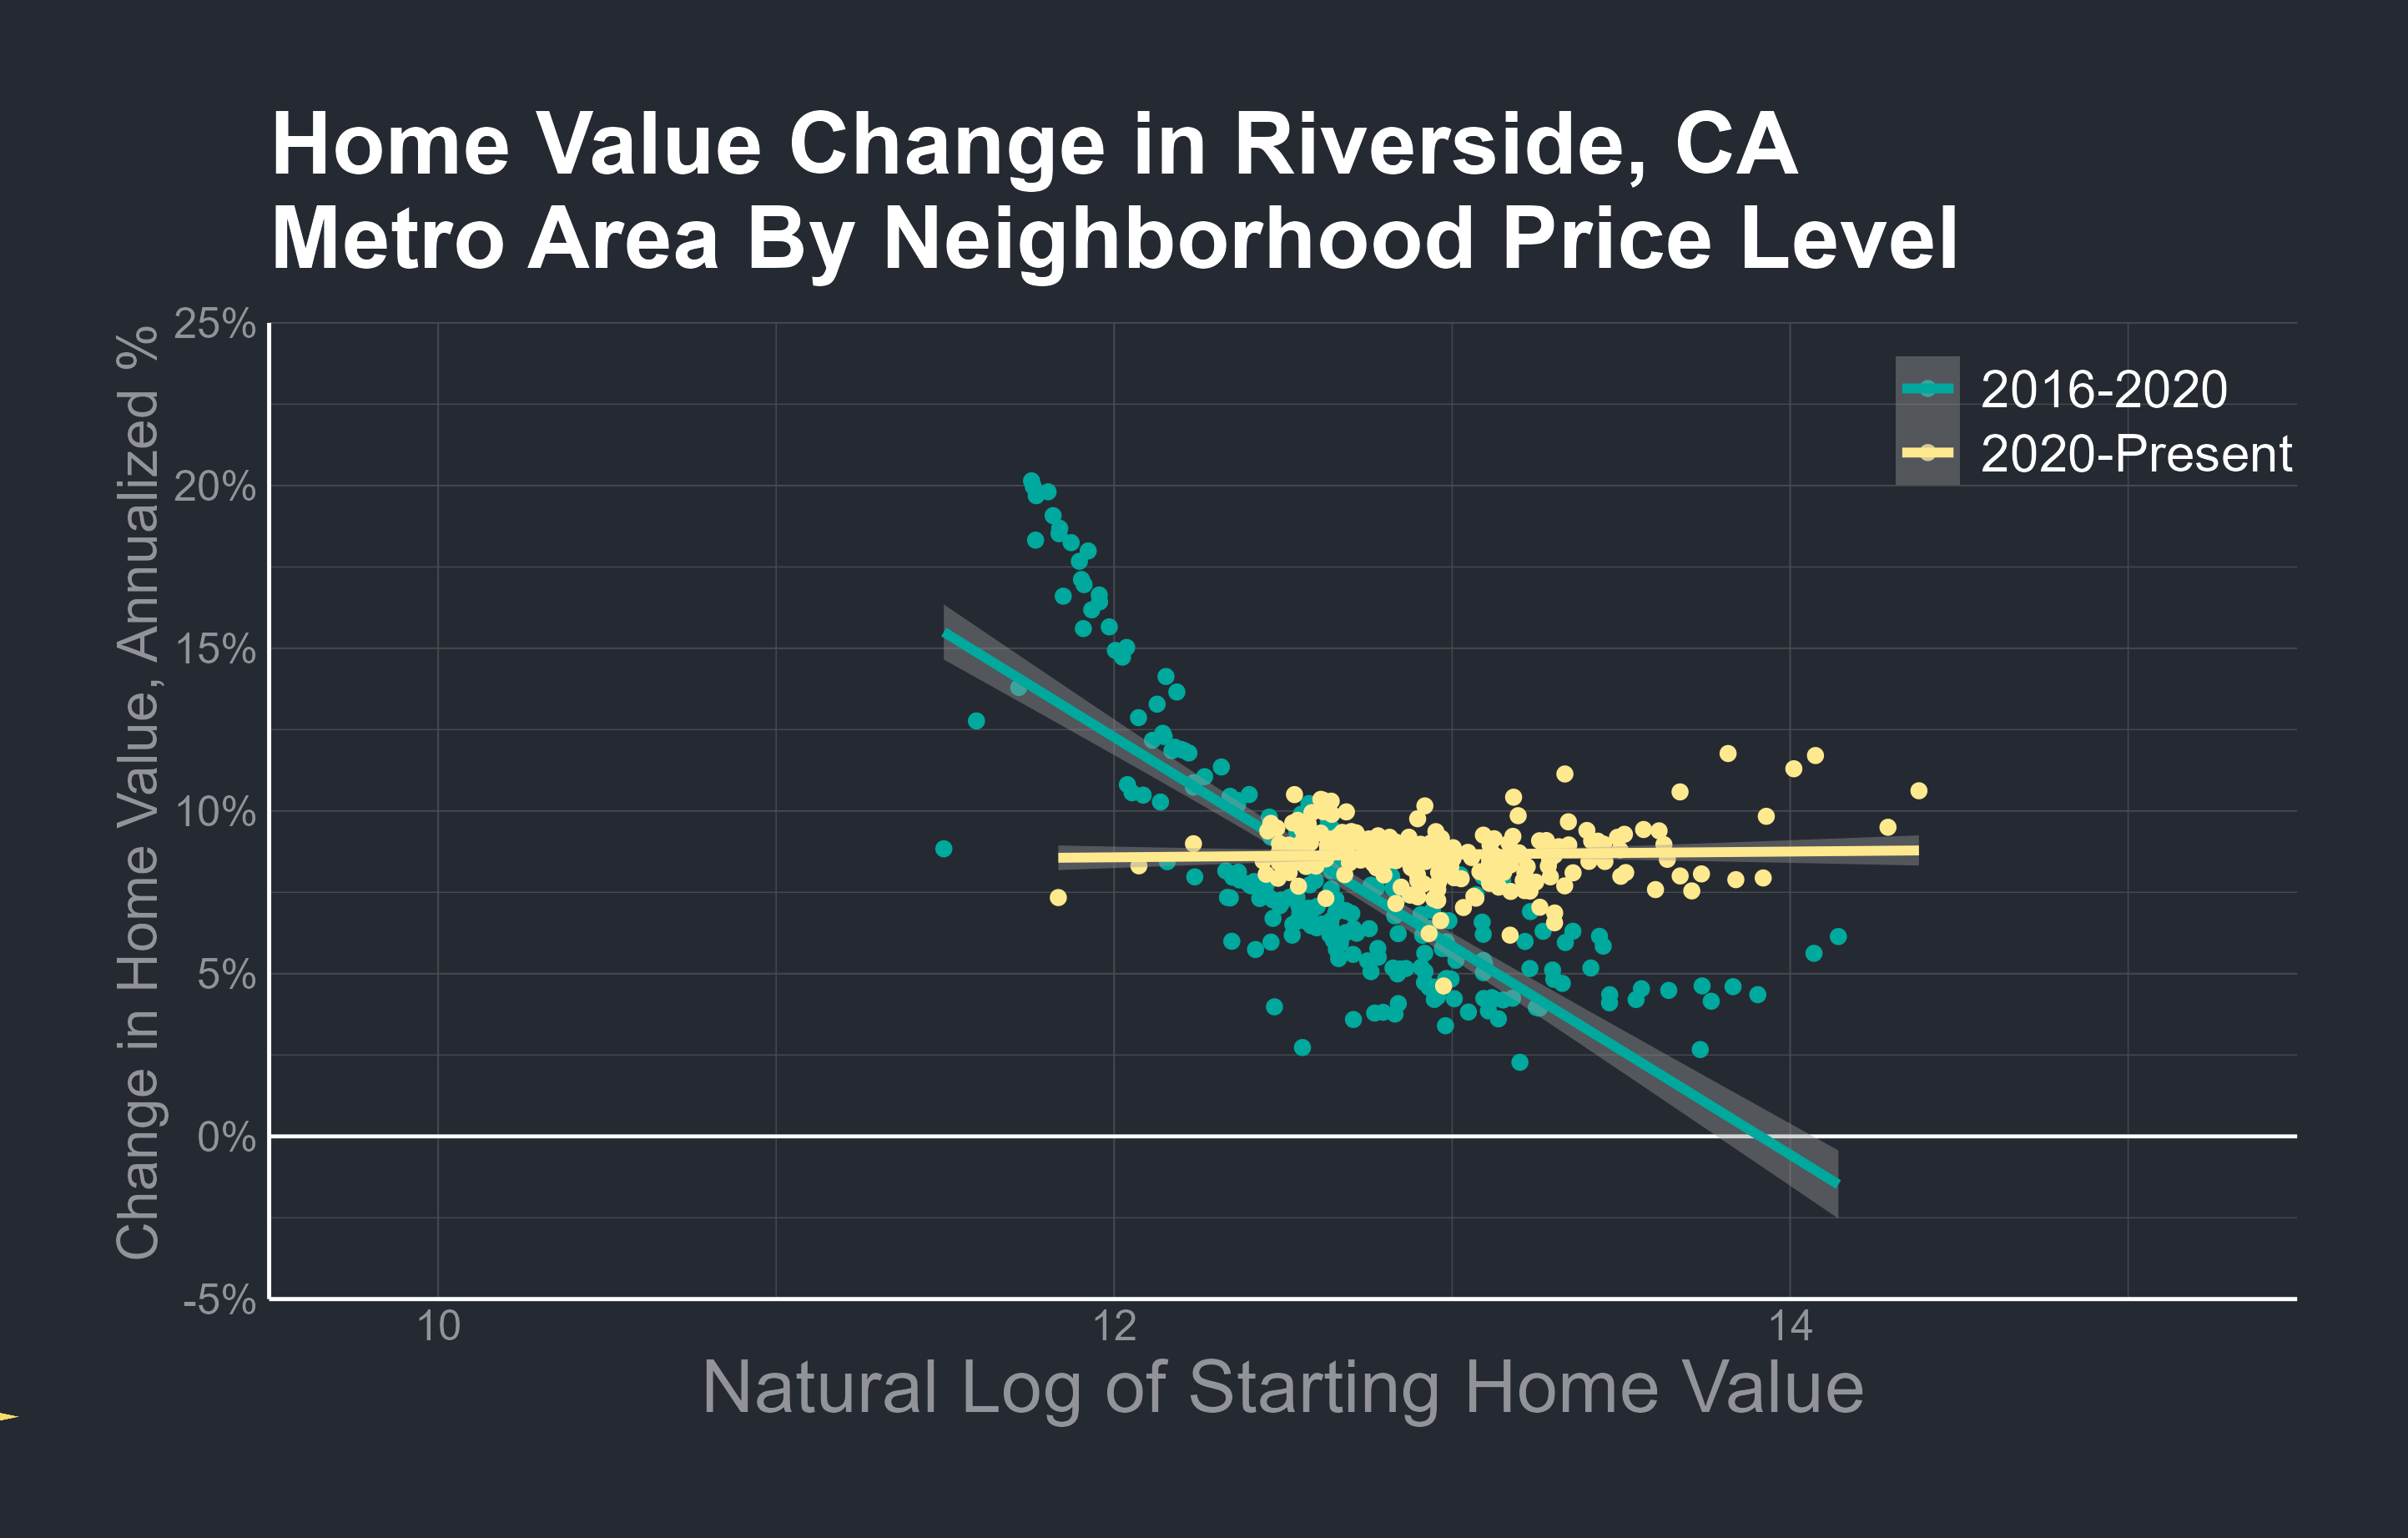 Home Value Change in Riverside, CA
Metro Area By Neighborhood Price Level
Change in Home Value, Annualized %
25%
20%
15%
10%
5%
0%
-5%
2016-2020
2020-Present
10
12
14
Natural Log of Starting Home Value